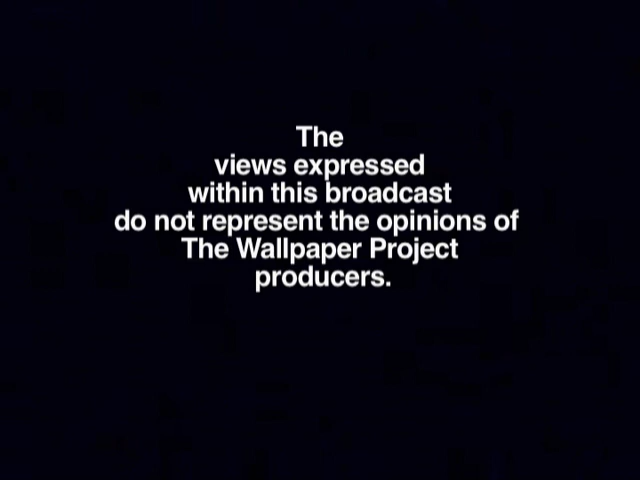 The
views expressed
within this broadcast
do not represent the opinions of
The Wallpaper Project
producers.